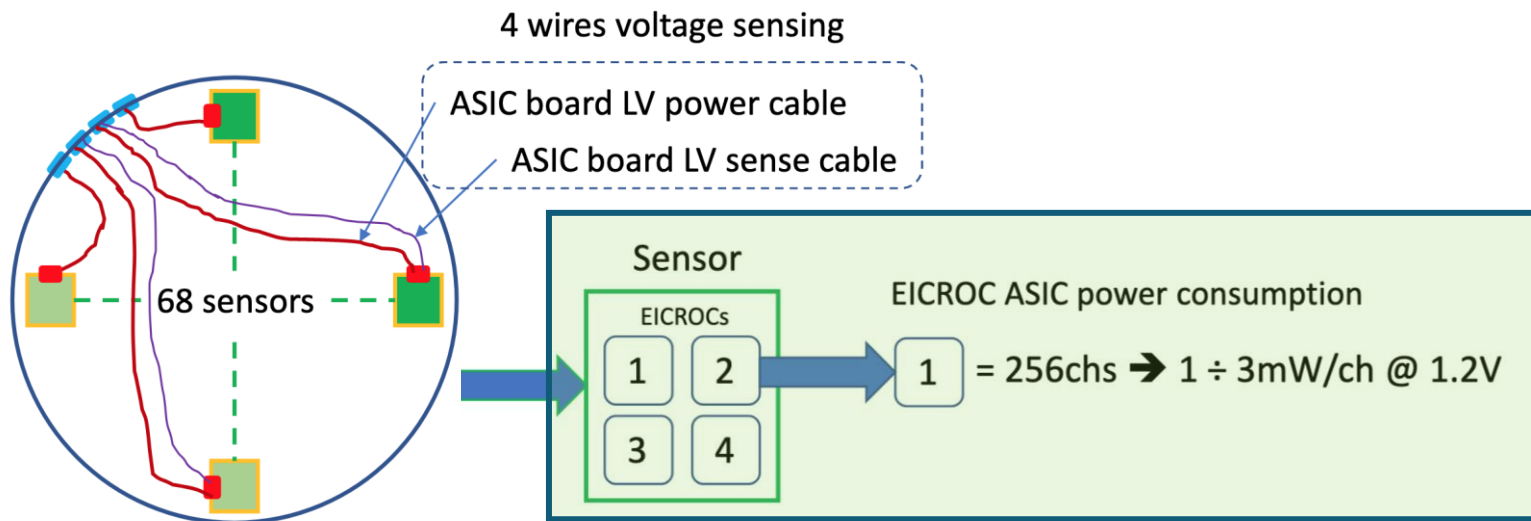 4 wires voltage sensing
ASIC board LV power cable
ASIC board LV sense cable
68 sensors
Sensor
EICROCs
1 2
3 4
EICROC ASIC power consumption
1 = 256chs ➔ 1 ÷ 3mW/ch @ 1.2V